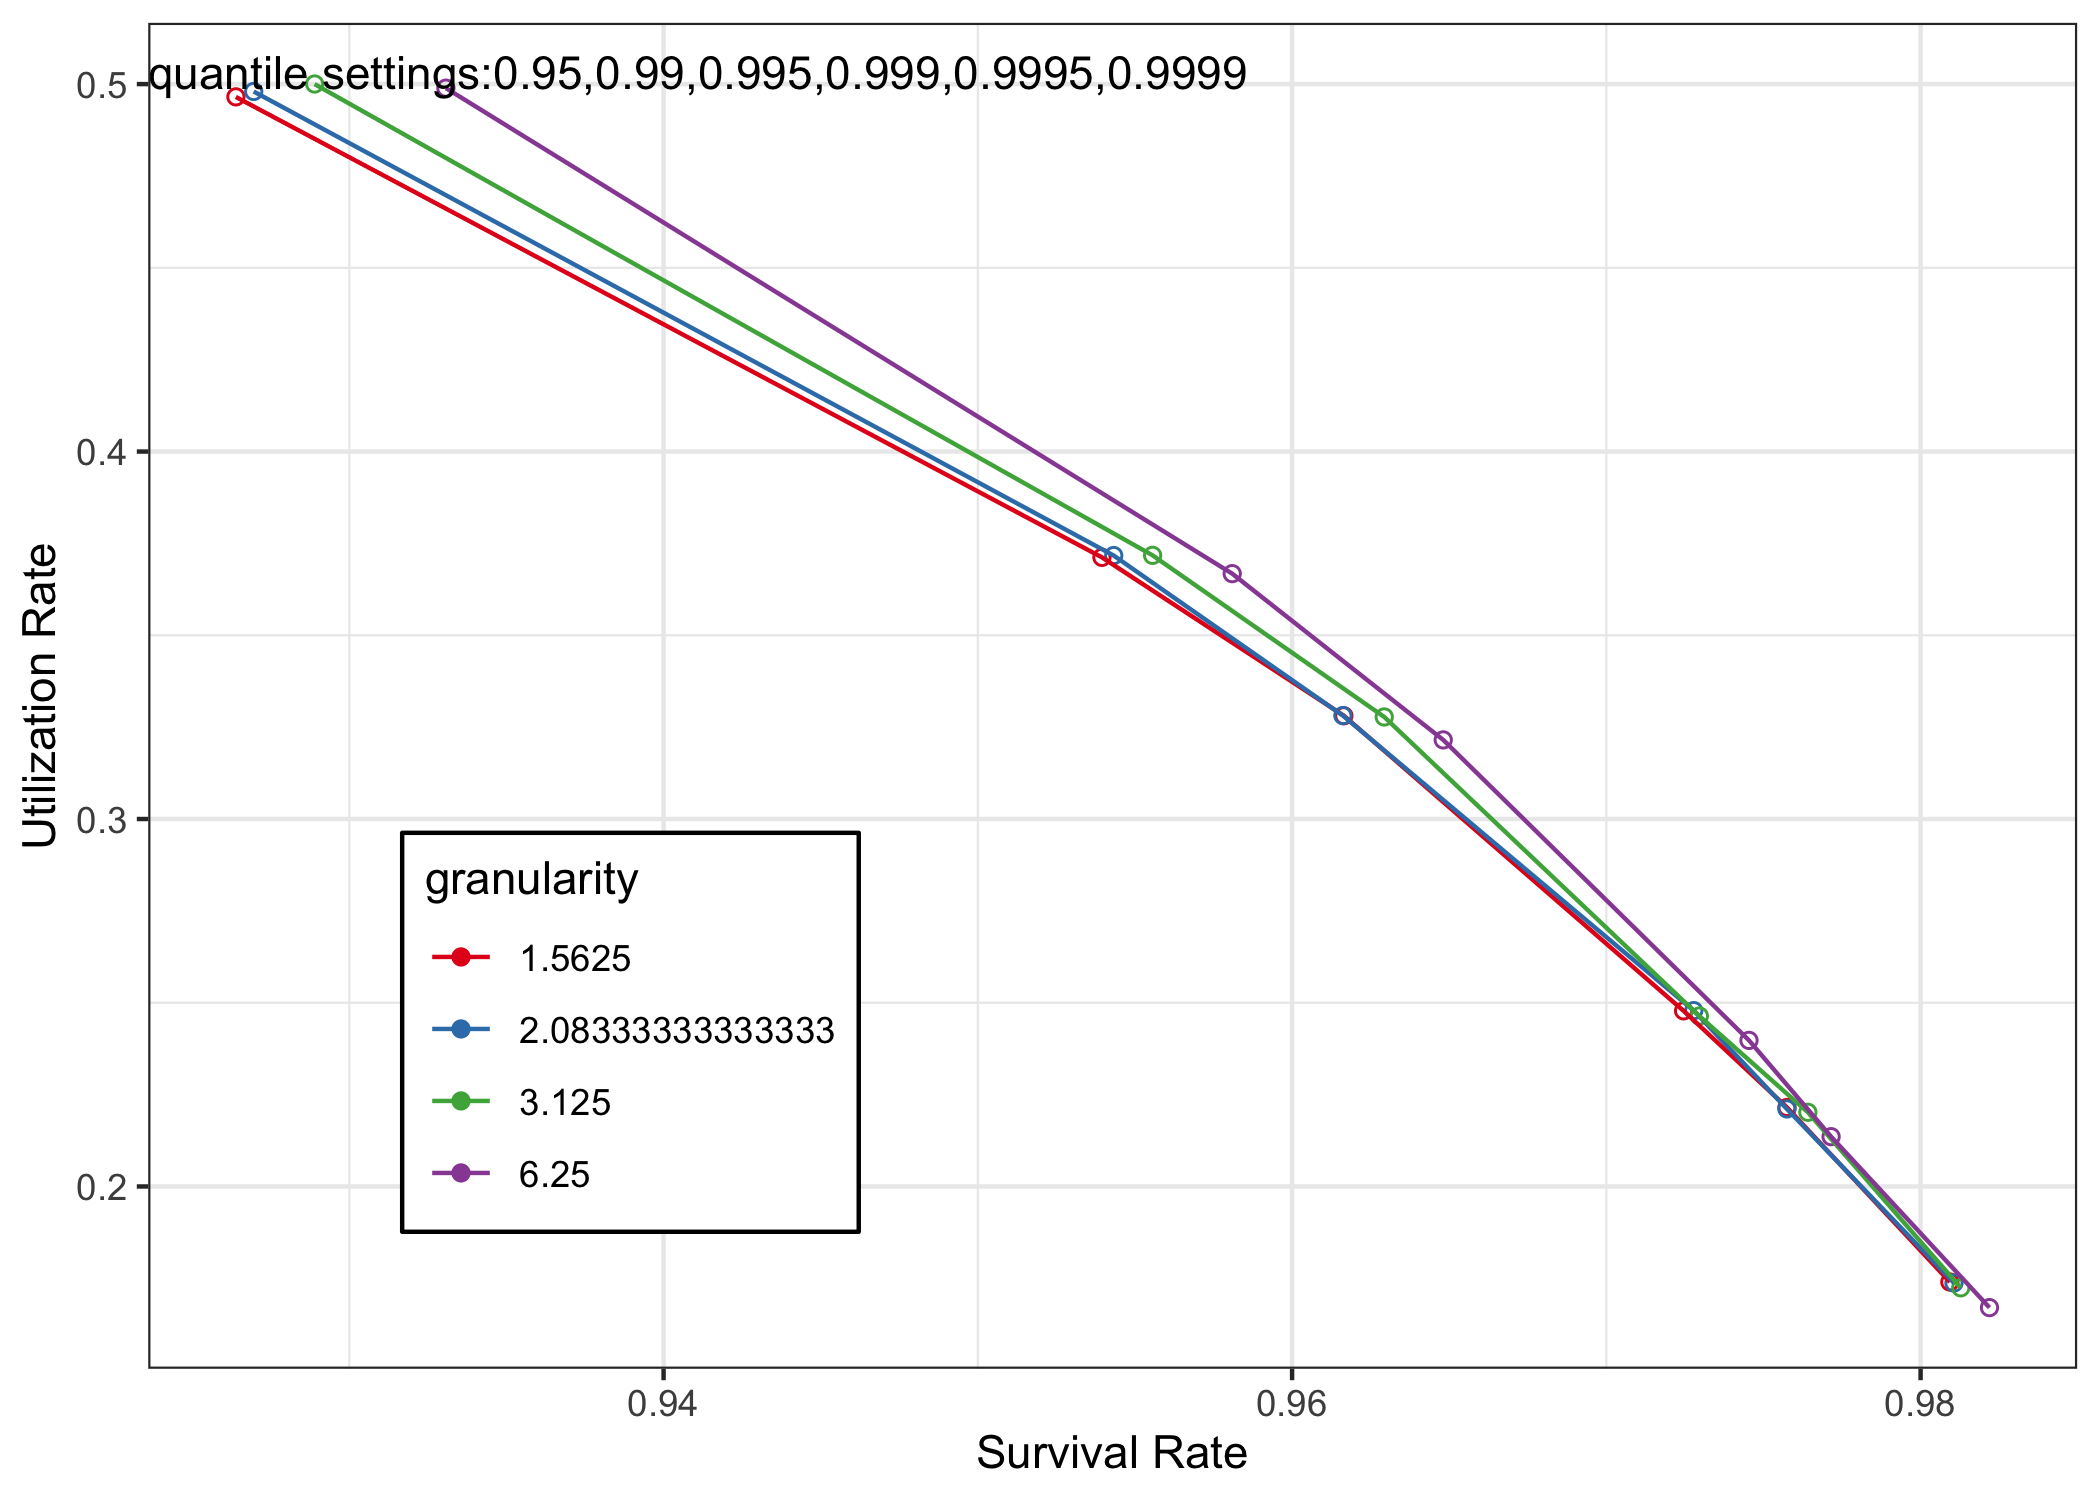 quantile settings:0.95,0.99,0.995,0.999,0.9995,0.9999
0.5
0.4
0.3
0.2
Utilization Rate
granularity
1.5625
2.08333333333333
3.125
6.25
0.94
0.96
0.98
Survival Rate